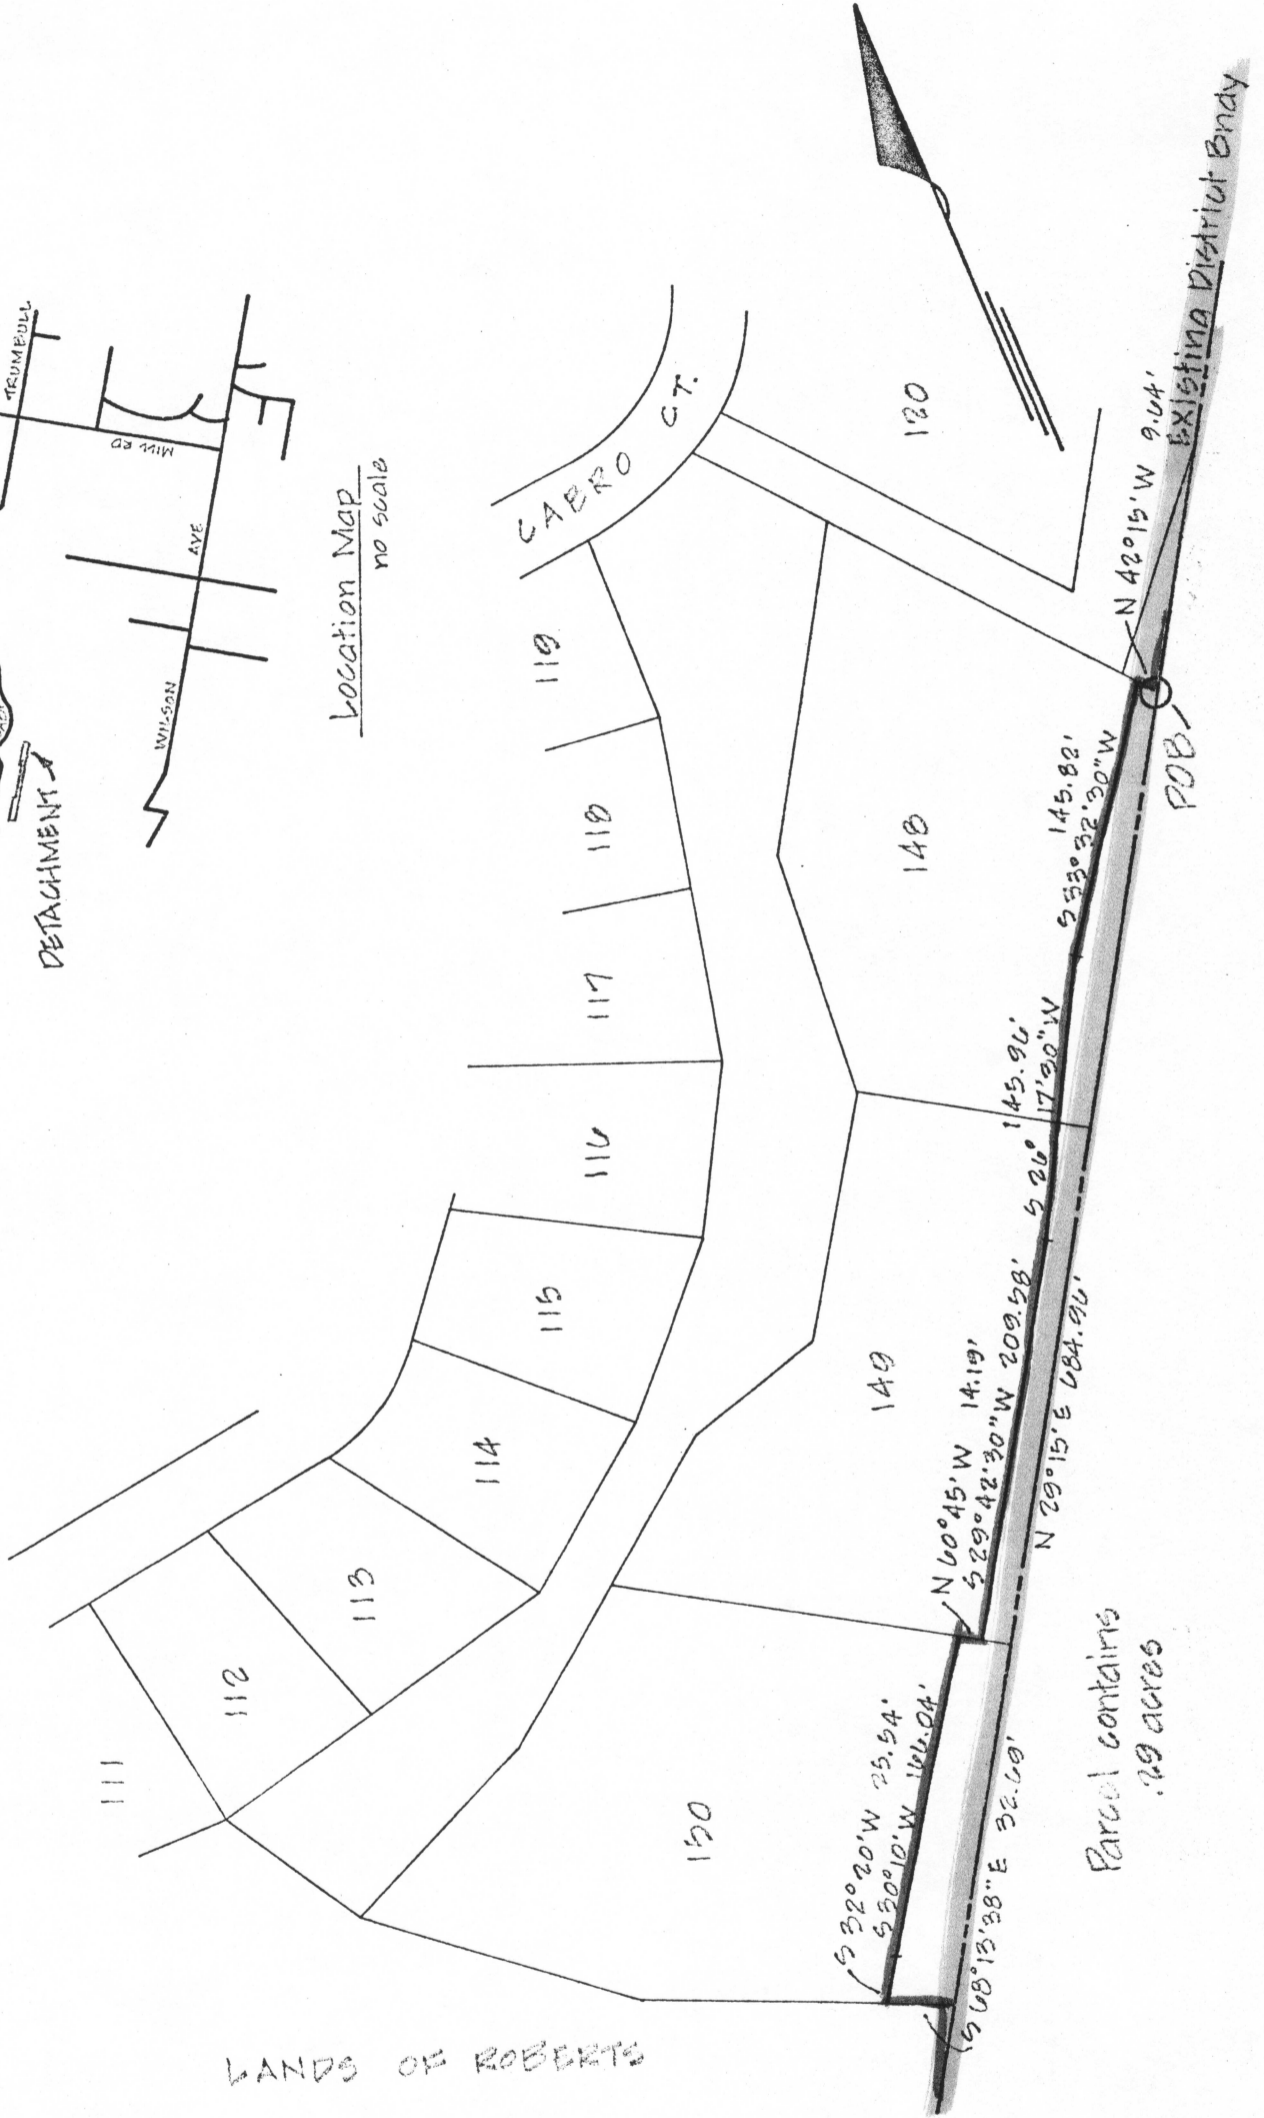 TRUMBULL
MILL RD
AVE
WILSON
DETACHMENT
Location Map
no scale
CABRO CT.
120
119
118
117
116
115
114
113
112
111
148
149
150
N 42°15' W 9.64'
Existing District Bndy
POB
145.82'
S 33°32'30" W
145.96'
S 26° 17'30" W
S 29°42'30" W 209.58'
N 60°45' W 14.19'
N 29°15' E 684.96'
S 32°20' W 25.54'
S 30°10' W 166.04'
S 68°13'38" E 32.69'
Parcel contains
.29 acres
LANDS OF ROBERTS